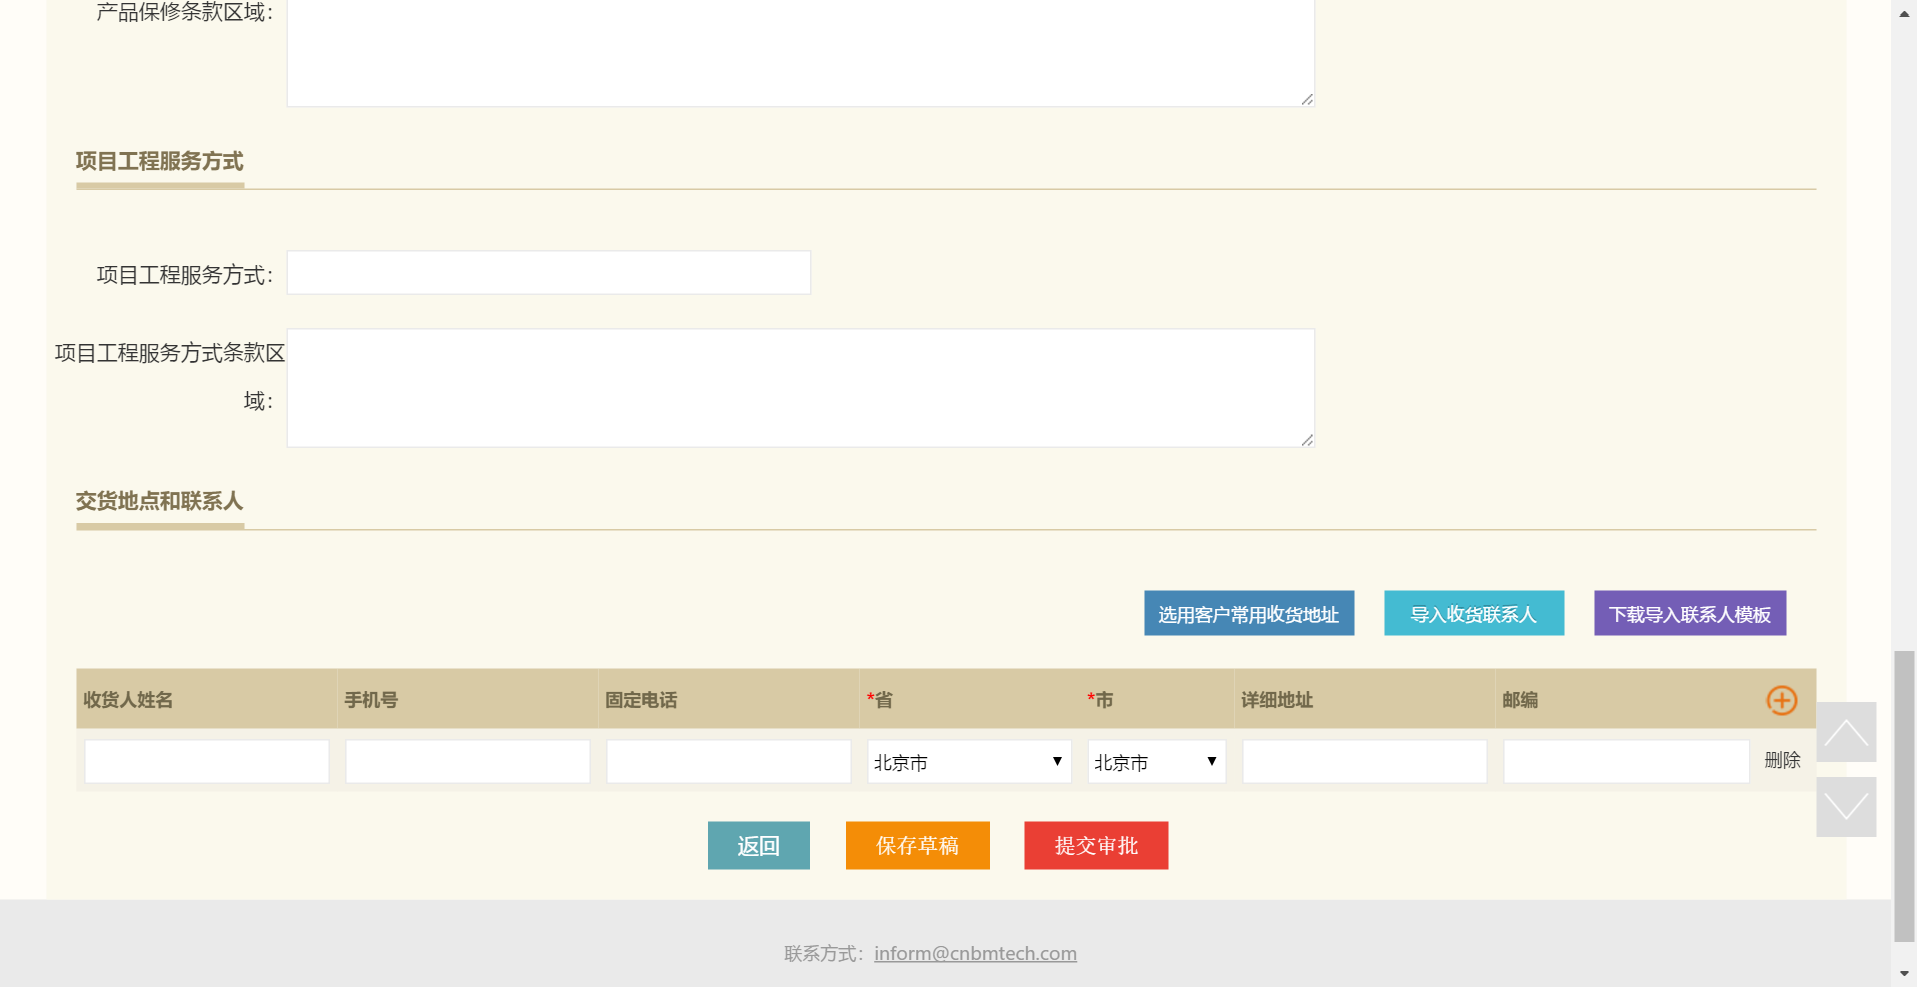 产品保修条款区域：
项目工程服务方式
项目工程服务方式：
项目工程服务方式条款区
域：
交货地点和联系人
选用客户常用收货地址 导入收货联系人 下载导入联系人模板
收货人姓名 手机号 固定电话 *省 *市 详细地址 邮编
北京市 北京市 删除
返回 保存草稿 提交审批
联系方式：inform@cnbmtech.com